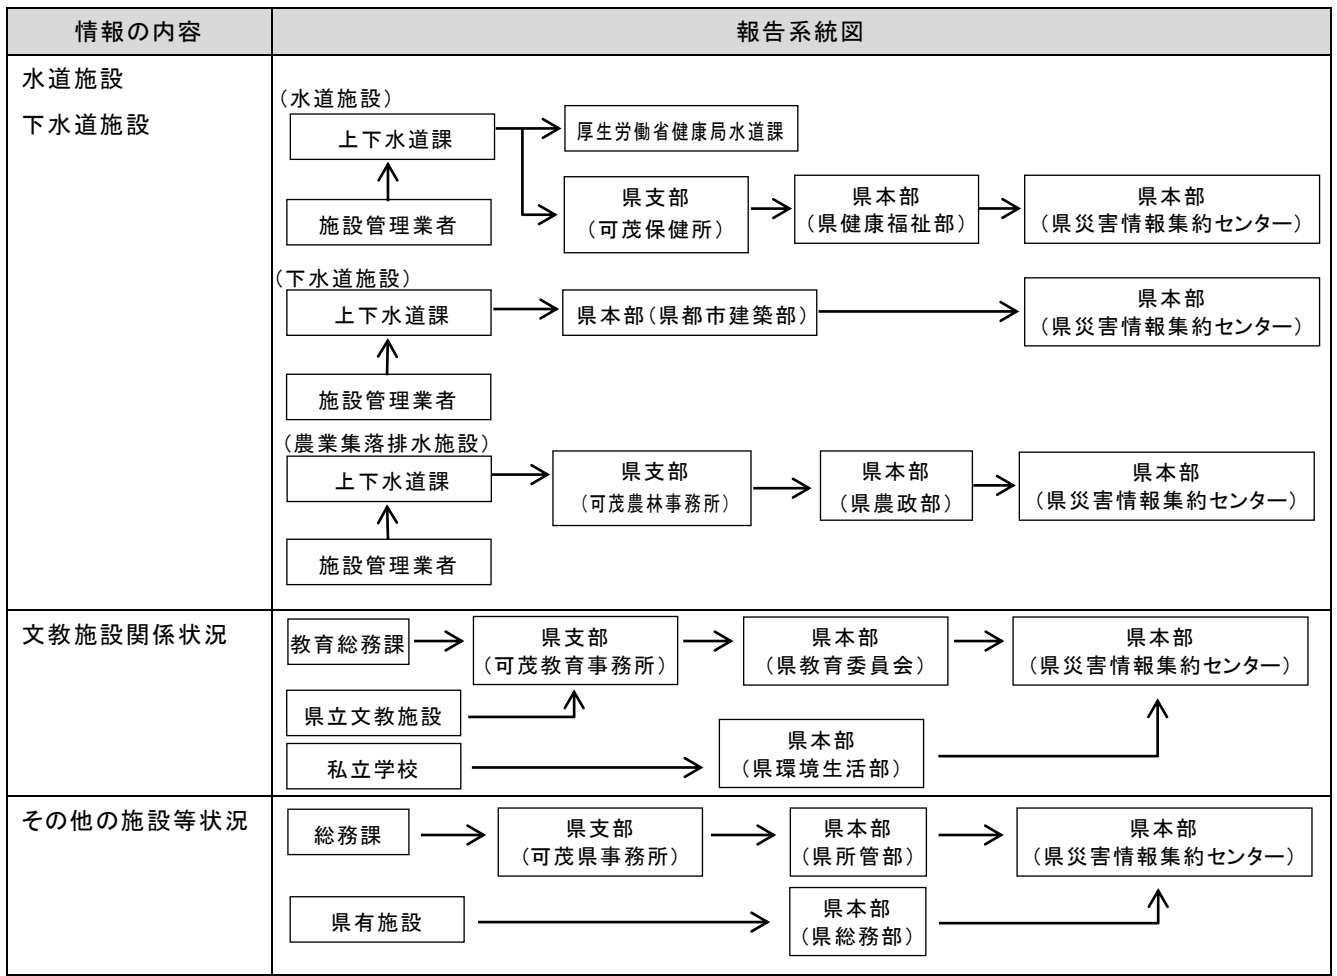 情報の内容
報告系統図
水道施設
下水道施設
（水道施設）
上下水道課
厚生労働省健康局水道課
施設管理業者
県支部
（可茂保健所）
県本部
（県健康福祉部）
県本部
（県災害情報集約センター）
（下水道施設）
上下水道課
県本部（県都市建築部）
県本部
（県災害情報集約センター）
施設管理業者
（農業集落排水施設）
上下水道課
県支部
（可茂農林事務所）
県本部
（県農政部）
県本部
（県災害情報集約センター）
施設管理業者
文教施設関係状況
教育総務課
県支部
（可茂教育事務所）
県本部
（県教育委員会）
県本部
（県災害情報集約センター）
県立文教施設
私立学校
県本部
（県環境生活部）
その他の施設等状況
総務課
県支部
（可茂県事務所）
県本部
（県所管部）
県本部
（県災害情報集約センター）
県有施設
県本部
（県総務部）